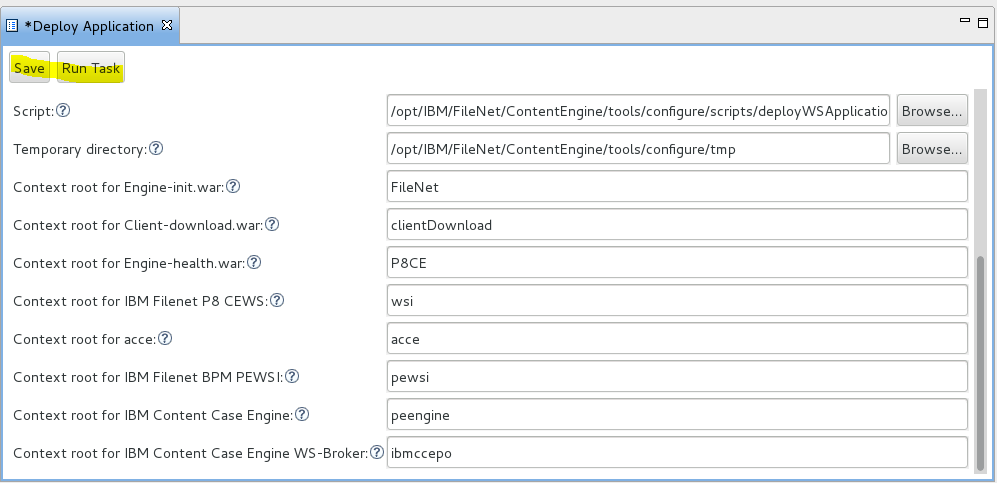 *Deploy Application
Save Run Task
Script: /opt/IBM/FileNet/ContentEngine/tools/configure/scripts/deployWSApplicatio Browse...
Temporary directory: /opt/IBM/FileNet/ContentEngine/tools/configure/tmp Browse...
Context root for Engine-init.war: FileNet
Context root for Client-download.war: clientDownload
Context root for Engine-health.war: P8CE
Context root for IBM Filenet P8 CEWS: wsi
Context root for acce: acce
Context root for IBM Filenet BPM PEWSI: pewsi
Context root for IBM Content Case Engine: peengine
Context root for IBM Content Case Engine WS-Broker: ibmccepo